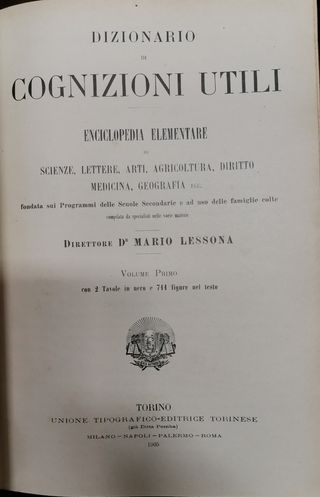 DIZIONARIO
DI
COGNIZIONI UTILI
ENCICLOPEDIA ELEMENTARE
DI
SCIENZE, LETTERE, ARTI, AGRICOLTURA, DIRITTO
MEDICINA, GEOGRAFIA ECC.
fondata sui Programmi delle Scuole Secondarie e ad uso delle famiglie colte
compilata da specialisti nelle varie materie
DIRETTORE Dr MARIO LESSONA
VOLUME PRIMO
con 2 Tavole in nero e 711 figure nel testo
TORINO
UNIONE TIPOGRAFICO-EDITRICE TORINESE
(già Ditta Pomba)
MILANO – NAPOLI – PALERMO – ROMA
1905